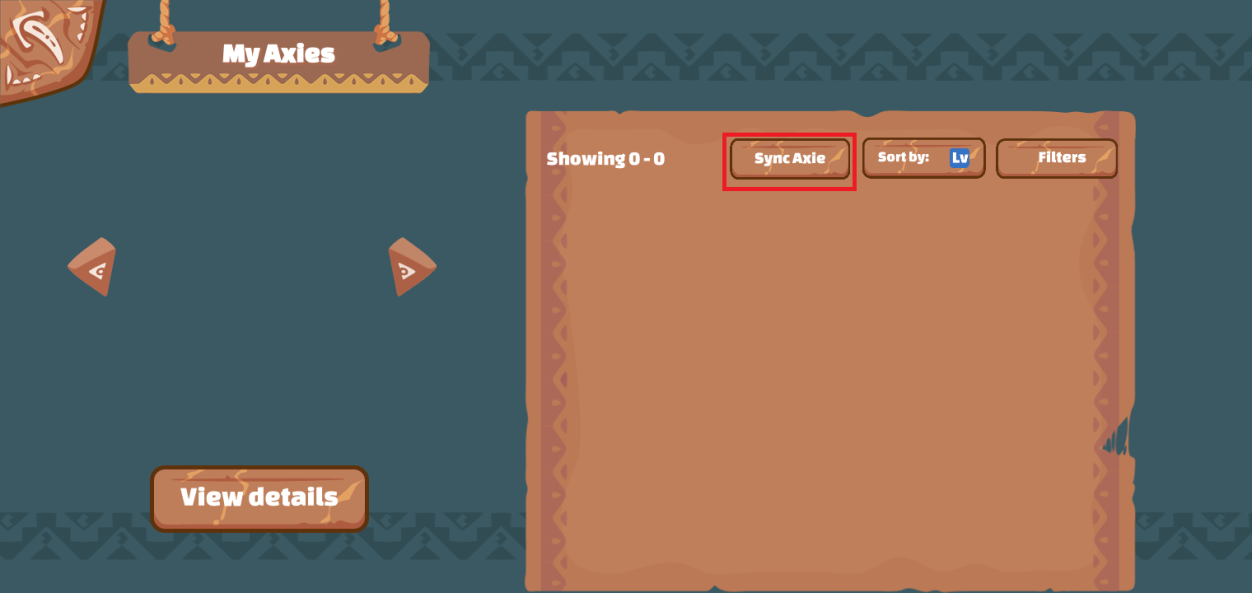 My Axies
Showing 0 - 0
Sync Axie
Sort by:
Lv
Filters
View details